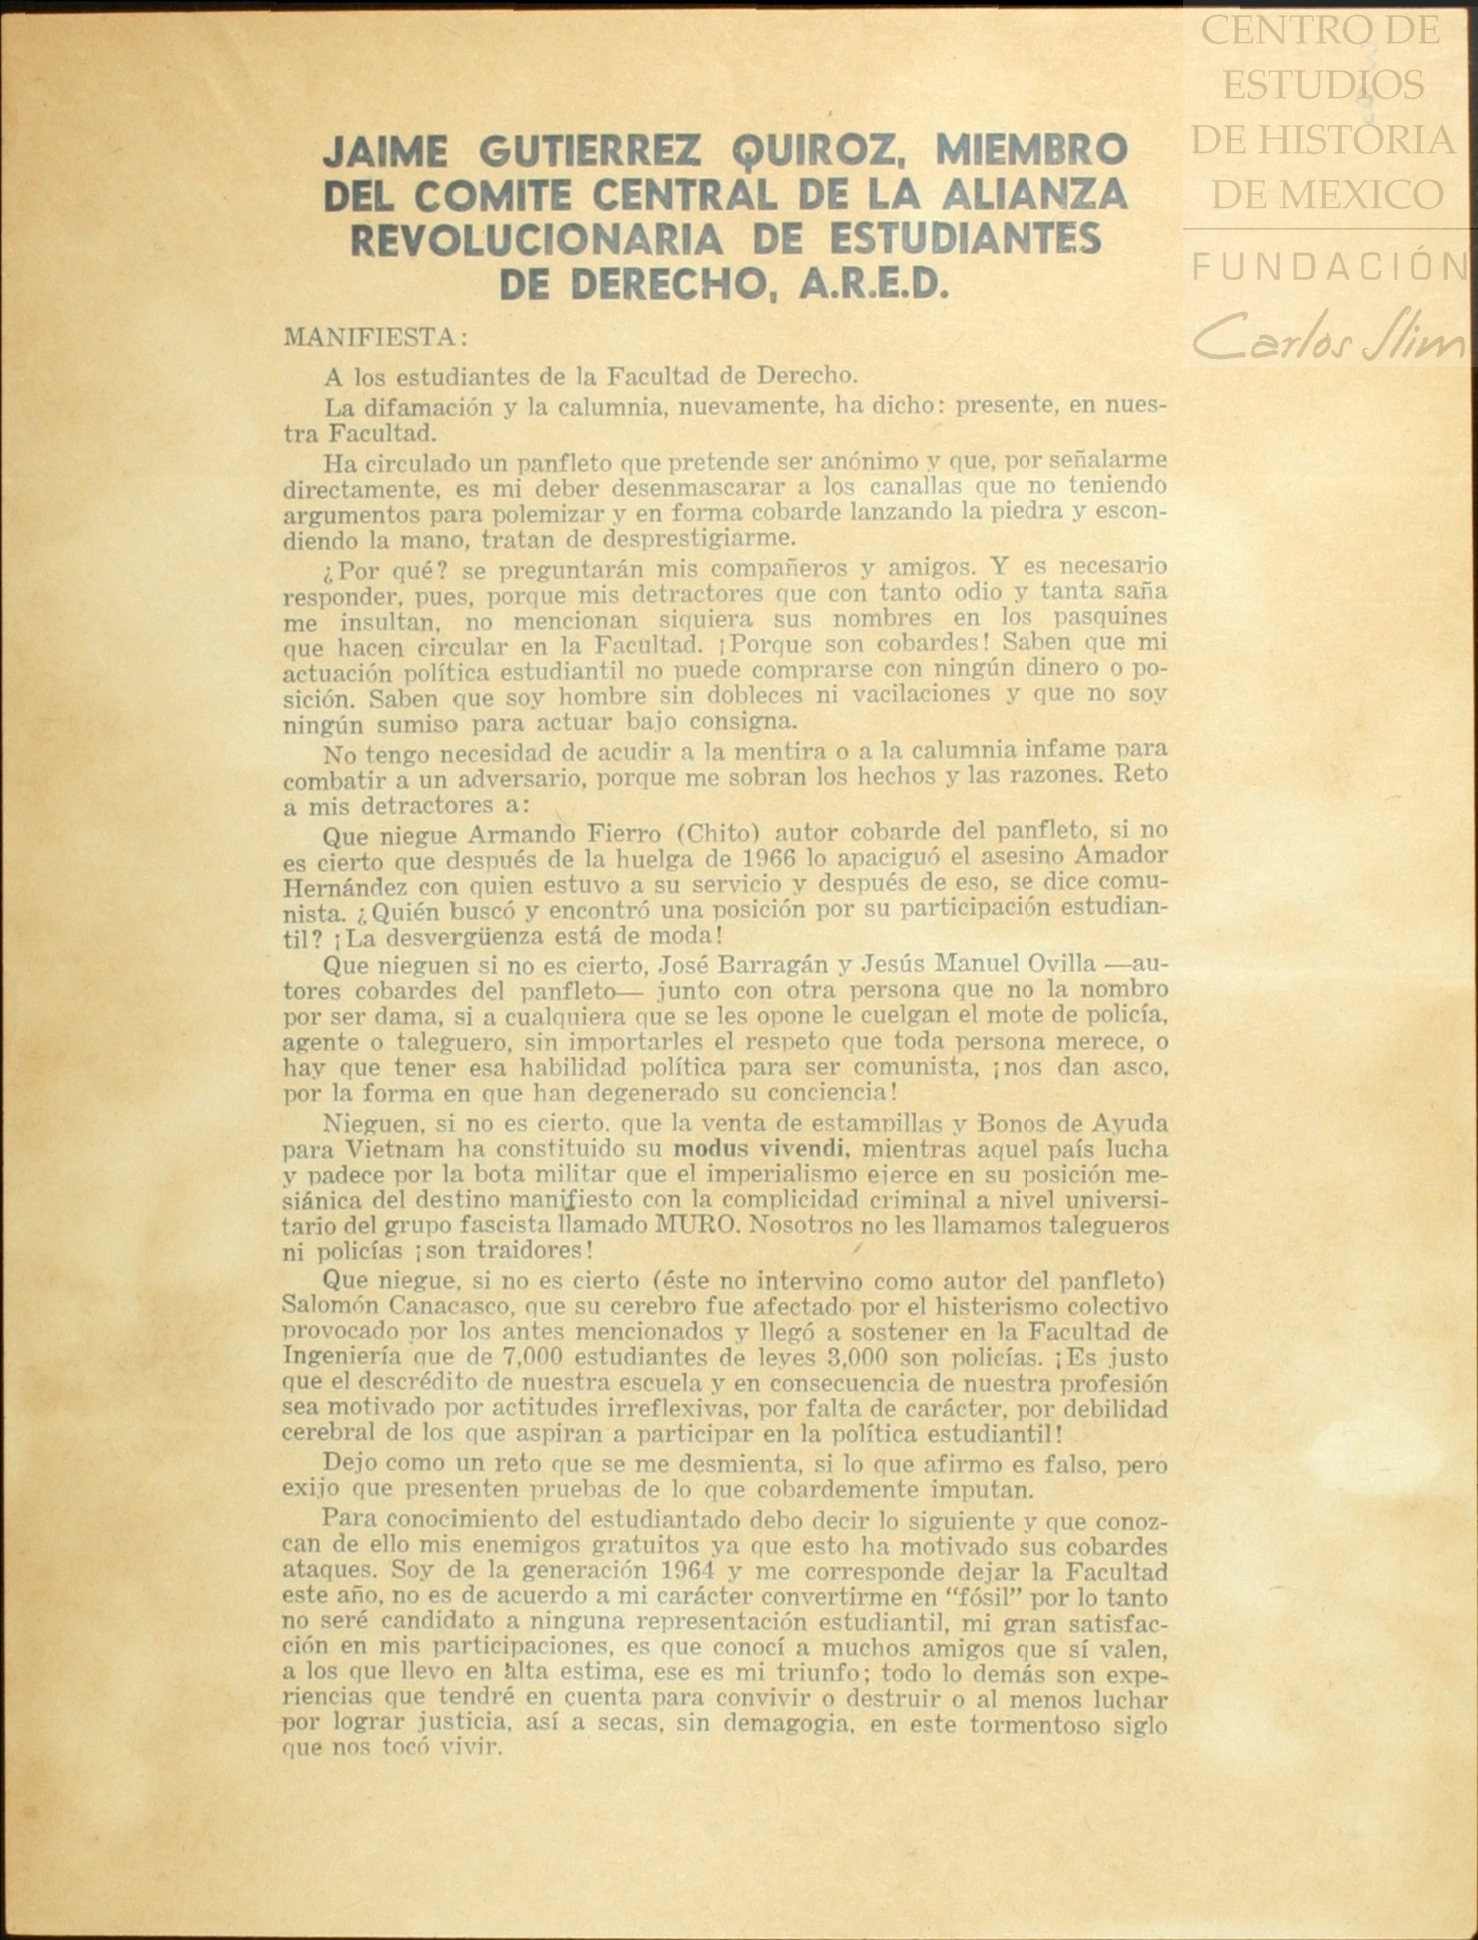 CENTRO DE
ESTUDIOS
DE HISTORIA
DE MEXICO
FUNDACIÓN
Carlos Slim
JAIME GUTIERREZ QUIROZ, MIEMBRO
DEL COMITE CENTRAL DE LA ALIANZA
REVOLUCIONARIA DE ESTUDIANTES
DE DERECHO, A.R.E.D.
MANIFIESTA:
A los estudiantes de la Facultad de Derecho.
La difamación y la calumnia, nuevamente, ha dicho: presente, en nues-
tra Facultad.
Ha circulado un panfleto que pretende ser anónimo y que, por señalarme
directamente, es mi deber desenmascarar a los canallas que no teniendo
argumentos para polemizar y en forma cobarde lanzando la piedra y escon-
diendo la mano, tratan de desprestigiarme.
¿Por qué? se preguntarán mis compañeros y amigos. Y es necesario
responder, pues, porque mis detractores que con tanto odio y tanta saña
me insultan, no mencionan siquiera sus nombres en los pasquines
que hacen circular en la Facultad. ¡Porque son cobardes! Saben que mi
actuación política estudiantil no puede comprarse con ningún dinero o po-
sición. Saben que soy hombre sin dobleces ni vacilaciones y que no soy
ningún sumiso para actuar bajo consigna.
No tengo necesidad de acudir a la mentira o a la calumnia infame para
combatir a un adversario, porque me sobran los hechos y las razones. Reto
a mis detractores a:
Que niegue Armando Fierro (Chito) autor cobarde del panfleto, si no
es cierto que después de la huelga de 1966 lo apaciguó el asesino Amador
Hernández con quien estuvo a su servicio y después de eso, se dice comu-
nista. ¿Quién buscó y encontró una posición por su participación estudian-
til? ¡La desvergüenza está de moda!
Que nieguen si no es cierto, José Barragán y Jesús Manuel Ovilla —au-
tores cobardes del panfleto— junto con otra persona que no la nombro
por ser dama, si a cualquiera que se les opone le cuelgan el mote de policía,
agente o taleguero, sin importarles el respeto que toda persona merece, o
hay que tener esa habilidad política para ser comunista, ¡nos dan asco,
por la forma en que han degenerado su conciencia!
Nieguen, si no es cierto. que la venta de estampillas y Bonos de Ayuda
para Vietnam ha constituido su modus vivendi, mientras aquel país lucha
y padece por la bota militar que el imperialismo ejerce en su posición me-
siánica del destino manifiesto con la complicidad criminal a nivel universi-
tario del grupo fascista llamado MURO. Nosotros no les llamamos talegueros
ni policías ¡son traidores!
Que niegue, si no es cierto (éste no intervino como autor del panfleto)
Salomón Canacasco, que su cerebro fue afectado por el histerismo colectivo
provocado por los antes mencionados y llegó a sostener en la Facultad de
Ingeniería que de 7,000 estudiantes de leyes 3,000 son policías. ¡Es justo
que el descrédito de nuestra escuela y en consecuencia de nuestra profesión
sea motivado por actitudes irreflexivas, por falta de carácter, por debilidad
cerebral de los que aspiran a participar en la política estudiantil!
Dejo como un reto que se me desmienta, si lo que afirmo es falso, pero
exijo que presenten pruebas de lo que cobardemente imputan.
Para conocimiento del estudiantado debo decir lo siguiente y que conoz-
can de ello mis enemigos gratuitos ya que esto ha motivado sus cobardes
ataques. Soy de la generación 1964 y me corresponde dejar la Facultad
este año, no es de acuerdo a mi carácter convertirme en “fósil” por lo tanto
no seré candidato a ninguna representación estudiantil, mi gran satisfac-
ción en mis participaciones, es que conocí a muchos amigos que sí valen,
a los que llevo en alta estima, ese es mi triunfo; todo lo demás son expe-
riencias que tendré en cuenta para convivir o destruir o al menos luchar
por lograr justicia, así a secas, sin demagogia, en este tormentoso siglo
que nos tocó vivir.